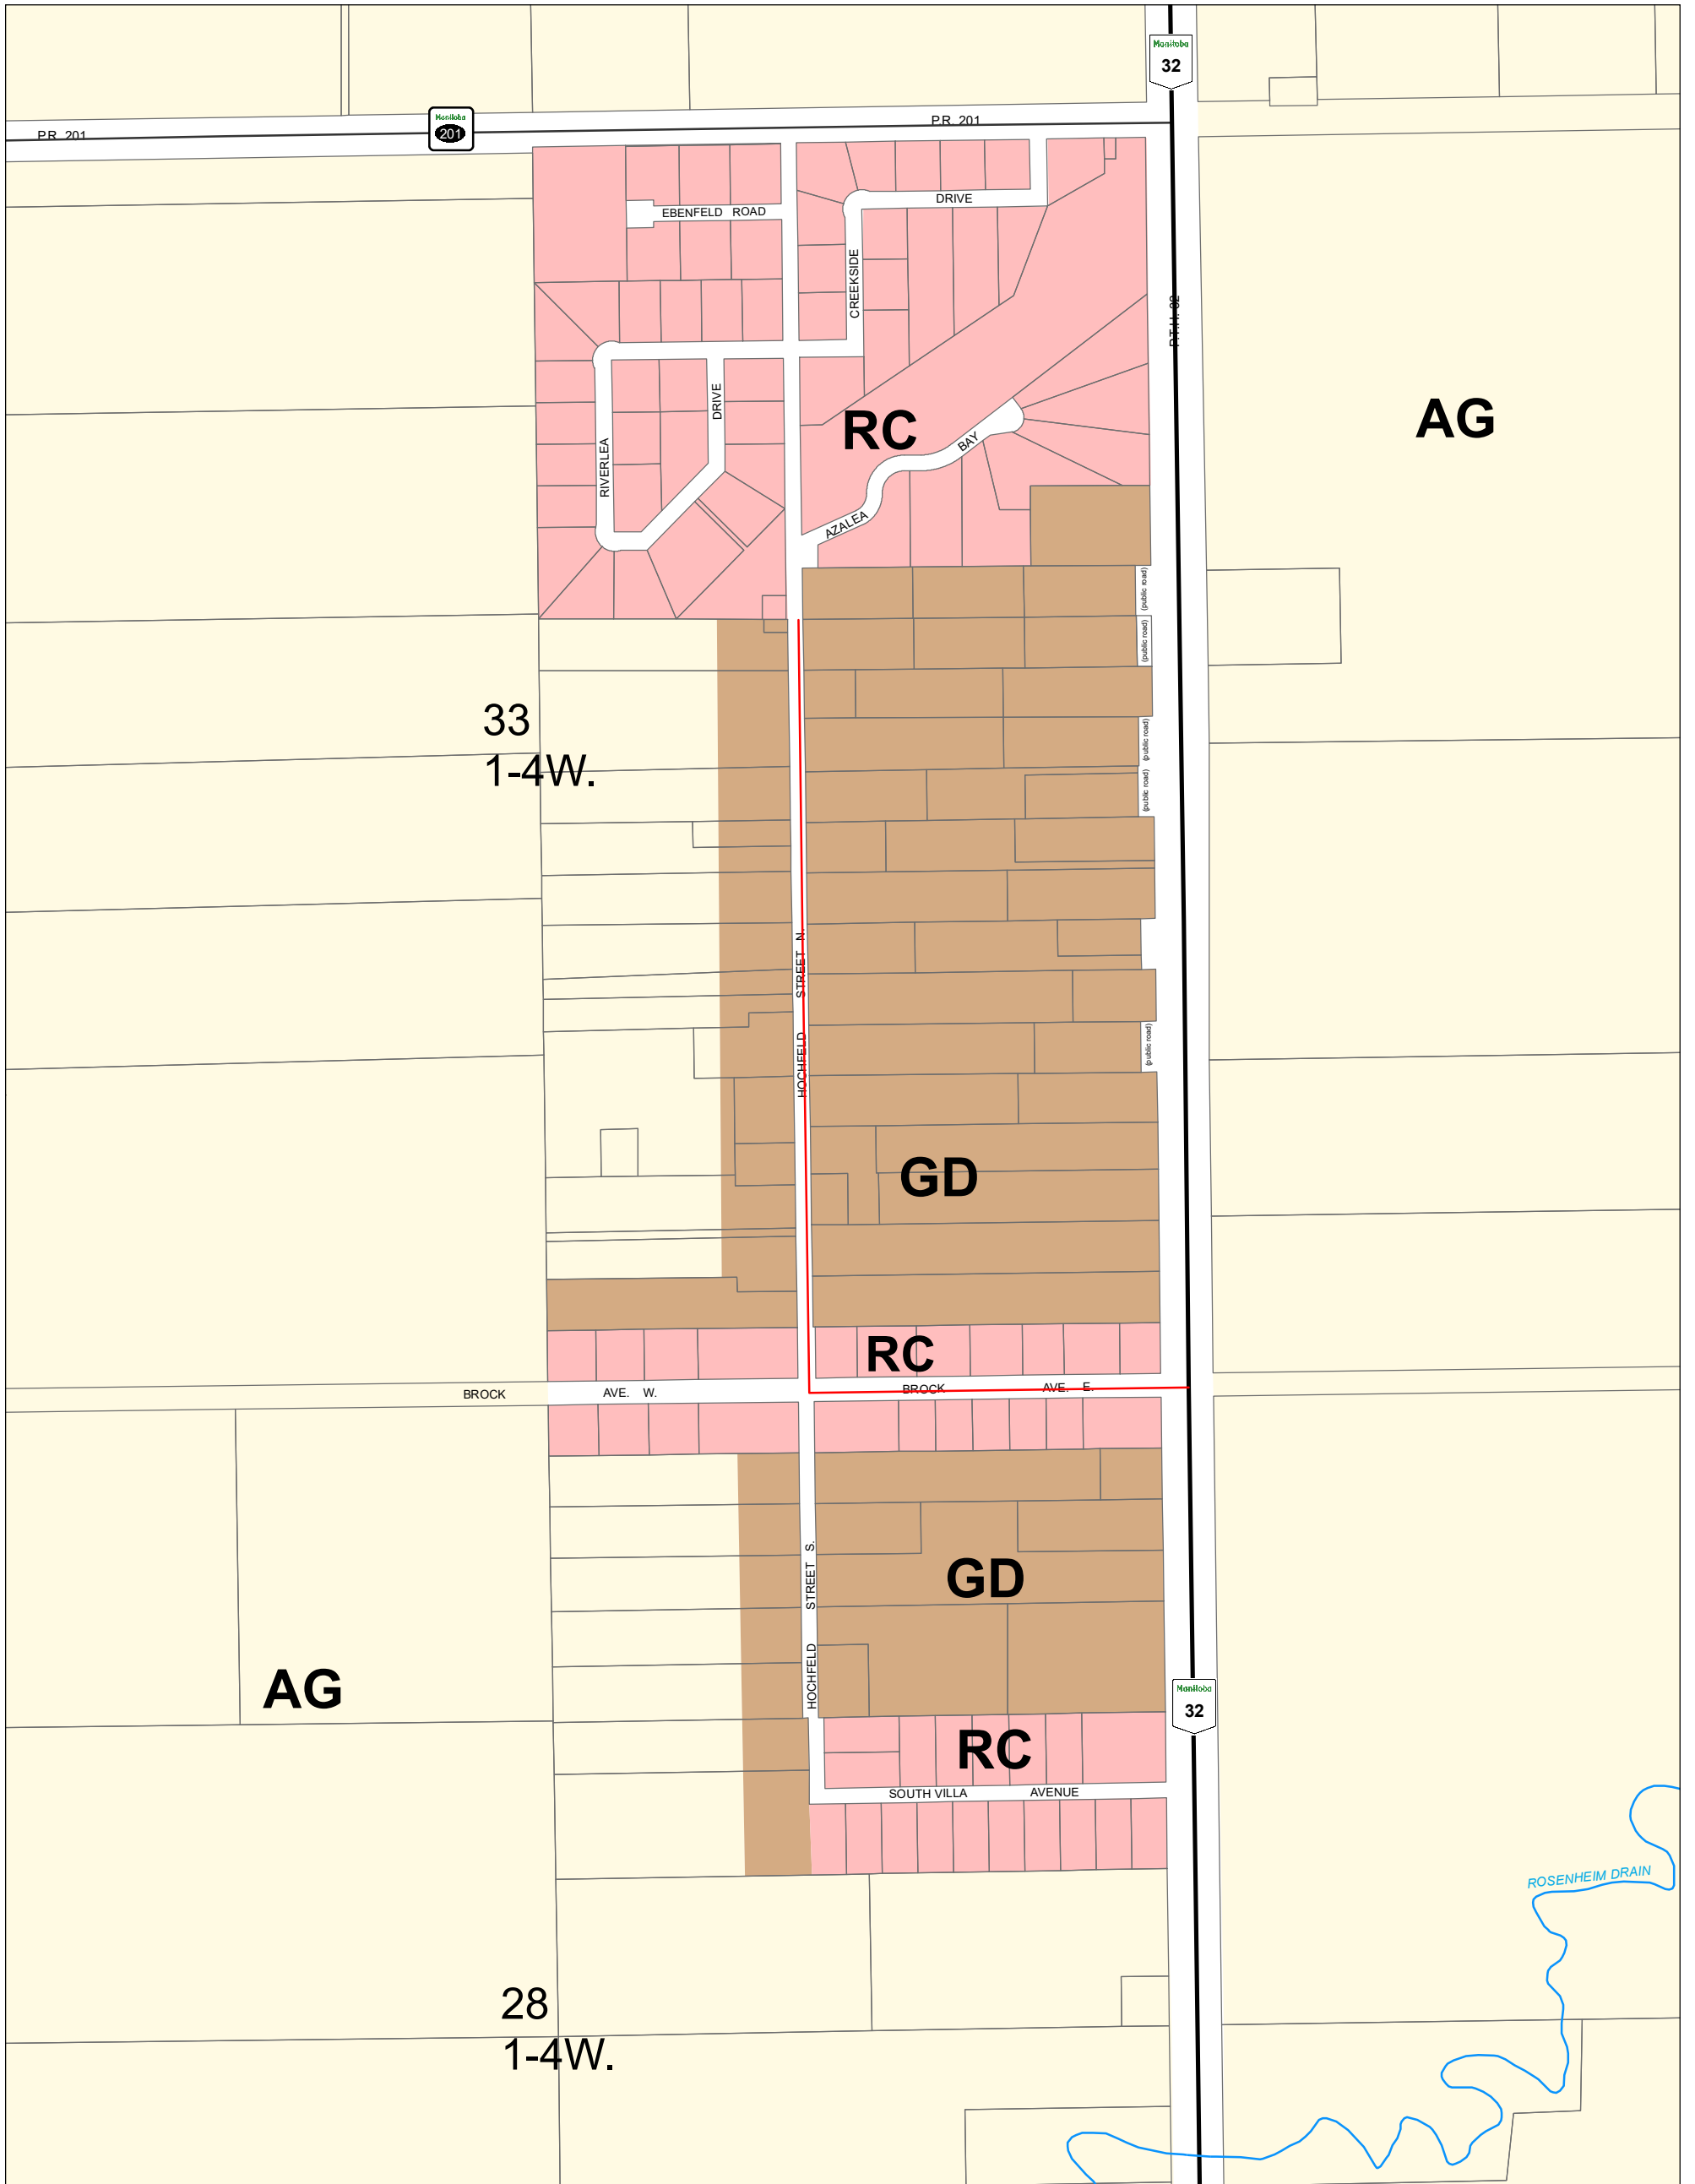 Manitoba
32
P.R. 201
Manitoba
201
P.R. 201
EBENFELD ROAD
DRIVE
CREEKSIDE
P.T.H. 32
DRIVE
RIVERLEA
RC
AG
BAY
AZALEA
(public road)
(public road)
33
1-4W.
(public road)
(public road)
HOCHFELD STREET N.
(public road)
GD
RC
BROCK AVE. W.
BROCK AVE. E.
HOCHFELD STREET S.
GD
AG
Manitoba
32
RC
SOUTH VILLA AVENUE
ROSENHEIM DRAIN
28
1-4W.